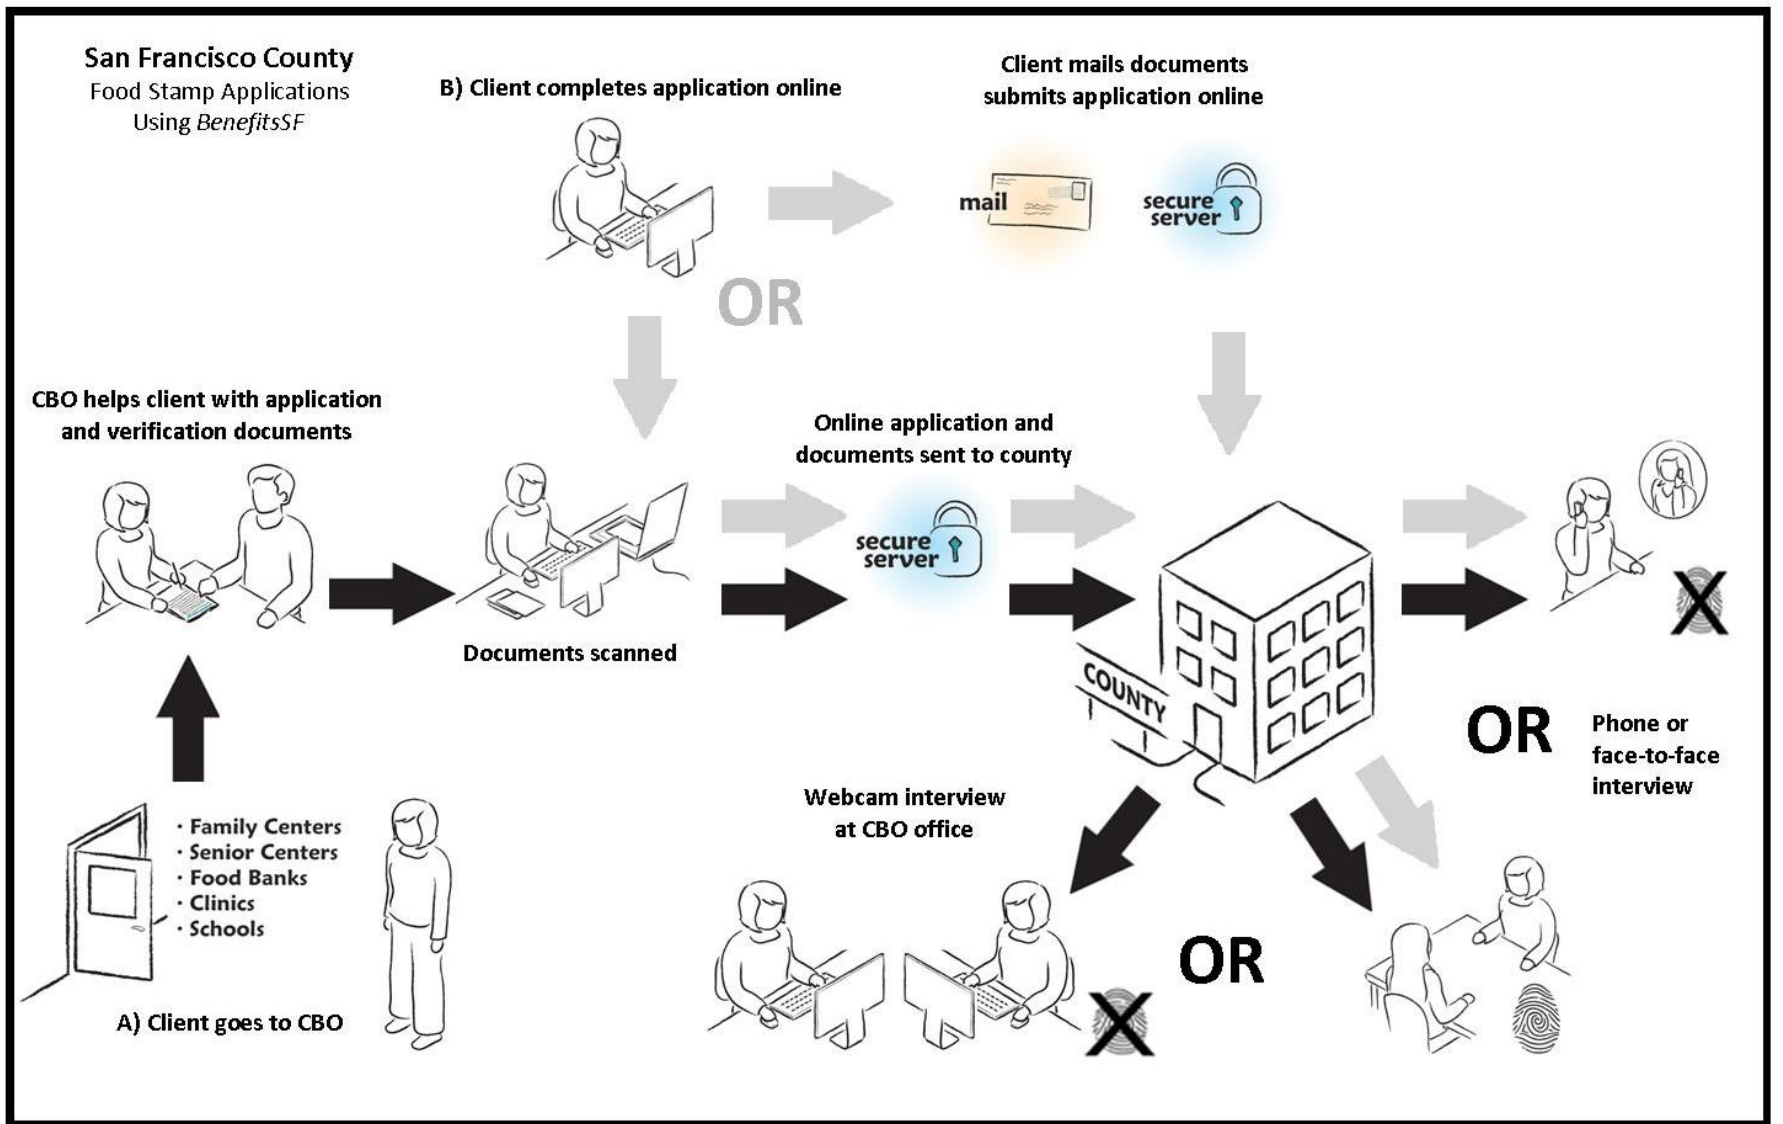 San Francisco County
Food Stamp Applications
Using BenefitsSF
B) Client completes application online
Client mails documents
submits application online
mail
secure
server
OR
CBO helps client with application
and verification documents
Online application and
documents sent to county
secure
server
Documents scanned
COUNTY
OR
Phone or
face-to-face
interview
Webcam interview
at CBO office
· Family Centers
· Senior Centers
· Food Banks
· Clinics
· Schools
OR
A) Client goes to CBO
X
X